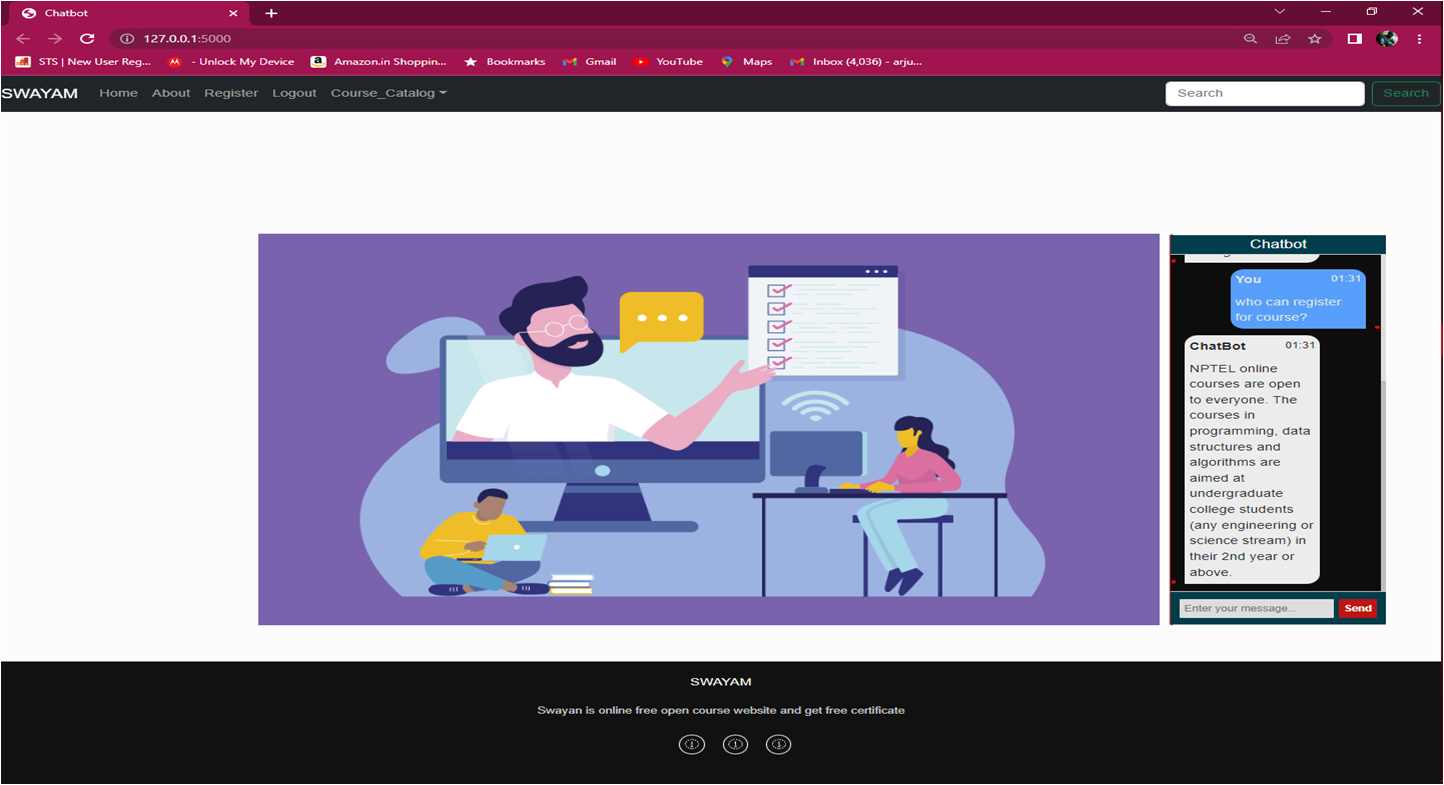 Chatbot
127.0.0.1:5000
STS | New User Reg... - Unlock My Device Amazon.in Shoppin... Bookmarks Gmail YouTube Maps Inbox (4,036) - arju...
SWAYAM Home About Register Logout Course_Catalog Search Search
Chatbot
You 01:31
who can register
for course?
ChatBot 01:31
NPTEL online
courses are open
to everyone. The
courses in
programming, data
structures and
algorithms are
aimed at
undergraduate
college students
(any engineering or
science stream) in
their 2nd year or
above.
Enter your message... Send
SWAYAM
Swayan is online free open course website and get free certificate